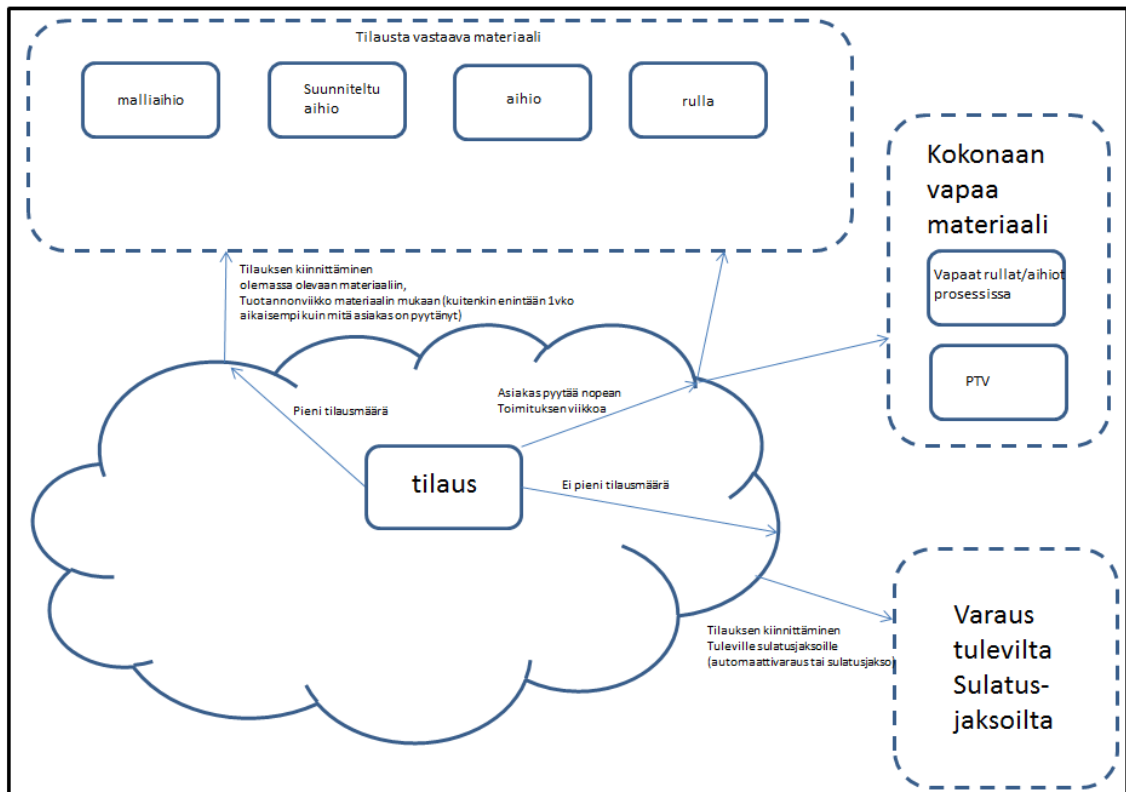 Tilausta vastaava materiaali
malliaihio
Suunniteltu
aihio
aihio
rulla
Kokonaan
vapaa
materiaali
Vapaat rullat/aihiot
prosessissa
PTV
Tilauksen kiinnittäminen
olemassa olevaan materiaaliin,
Tuotannonviikko materiaalin mukaan (kuitenkin enintään 1vko
aikaisempi kuin mitä asiakas on pyytänyt)
Pieni tilausmäärä
Asiakas pyytää nopean
Toimituksen viikkoa
tilaus
Ei pieni tilausmäärä
Tilauksen kiinnittäminen
Tuleville sulatusjaksoille
(automaattivaraus tai sulatusjakso)
Varaus
tulevilta
Sulatus-
jaksoilta